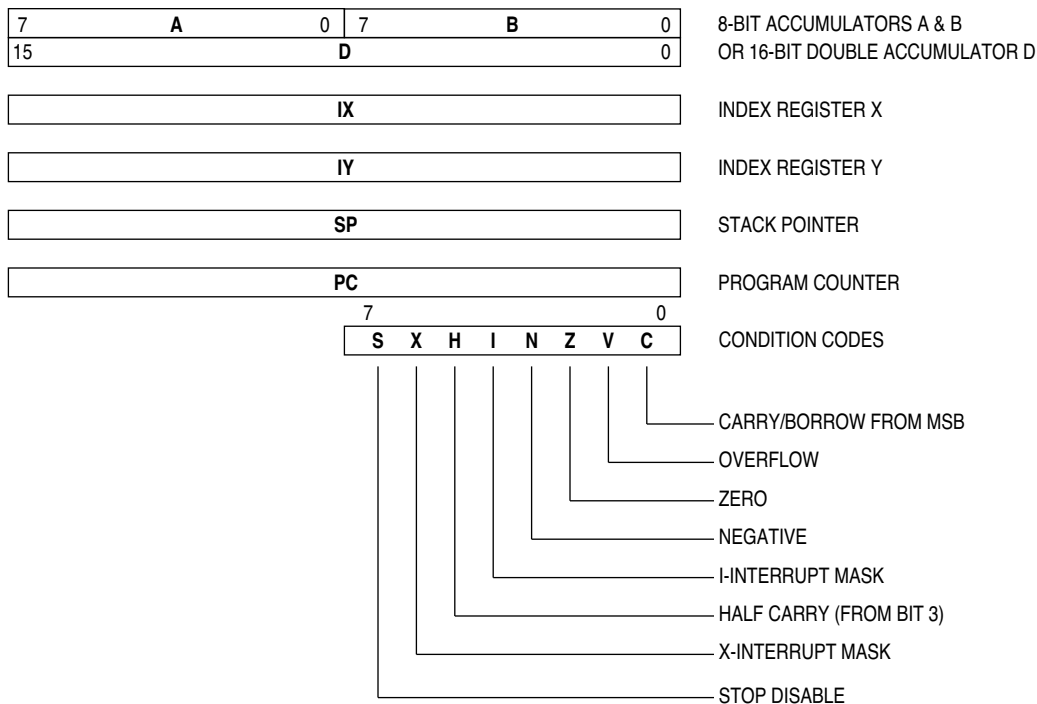 7 A 0 7 B 0 8-BIT ACCUMULATORS A & B
15 D 0 OR 16-BIT DOUBLE ACCUMULATOR D
IX INDEX REGISTER X
IY INDEX REGISTER Y
SP STACK POINTER
PC PROGRAM COUNTER
7 0
S X H I N Z V C CONDITION CODES
CARRY/BORROW FROM MSB
OVERFLOW
ZERO
NEGATIVE
I-INTERRUPT MASK
HALF CARRY (FROM BIT 3)
X-INTERRUPT MASK
STOP DISABLE